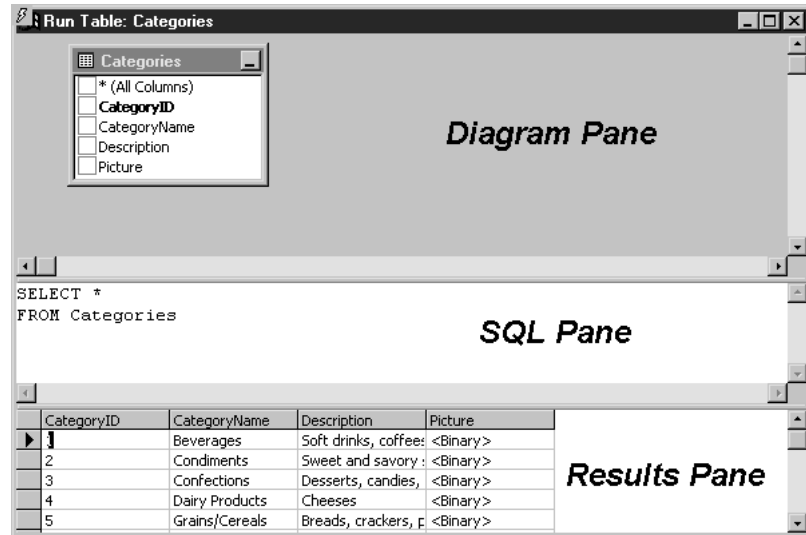 Run Table: Categories
Categories
* (All Columns)
CategoryID
CategoryName
Description
Picture
Diagram Pane
SELECT *
FROM Categories
SQL Pane
CategoryID CategoryName Description Picture
1 Beverages Soft drinks, coffees <Binary>
2 Condiments Sweet and savory s <Binary>
3 Confections Desserts, candies, <Binary>
4 Dairy Products Cheeses <Binary>
5 Grains/Cereals Breads, crackers, p <Binary>
Results Pane